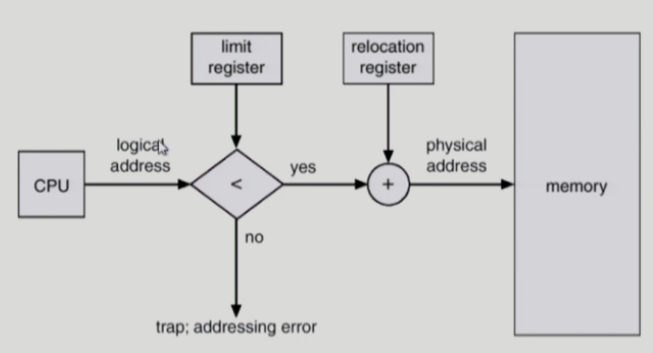 limit
register
relocation
register
logical
address
physical
address
CPU
<
yes
+
memory
no
trap; addressing error